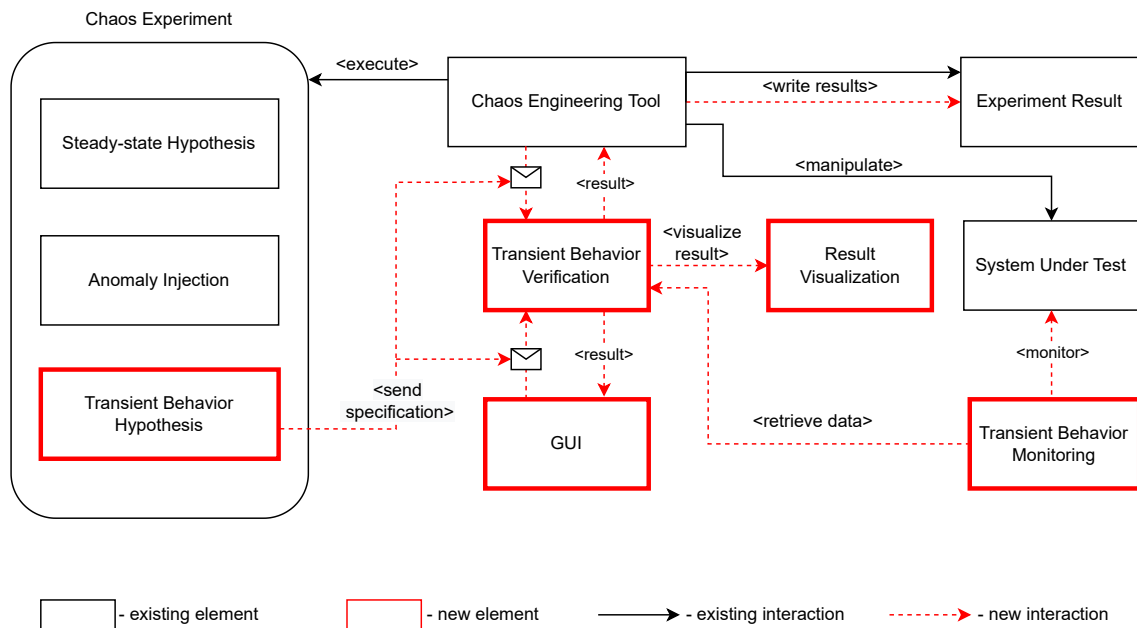 Chaos Experiment
<execute>
Chaos Engineering Tool
<write results>
Experiment Result
Steady-state Hypothesis
<manipulate>
<result>
Transient Behavior
Verification
<visualize
result>
Result
Visualization
System Under Test
Anomaly Injection
<result>
<monitor>
Transient Behavior
Hypothesis
<send
specification>
<retrieve data>
GUI
Transient Behavior
Monitoring
- existing element
- new element
- existing interaction
- new interaction